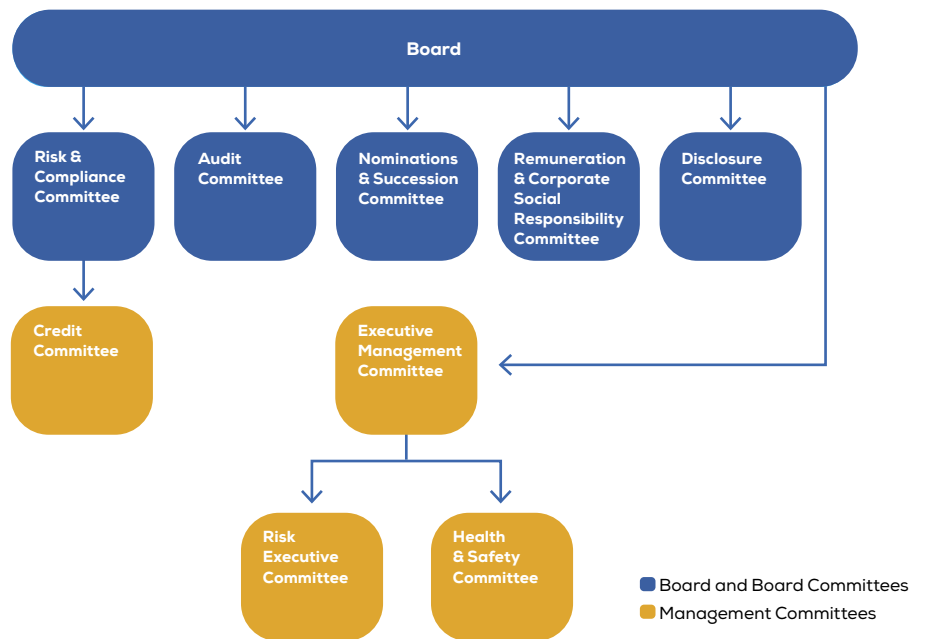 Board
Risk &
Compliance
Committee
Audit
Committee
Nominations
& Succession
Committee
Remuneration
& Corporate
Social
Responsibility
Committee
Disclosure
Committee
Credit
Committee
Executive
Management
Committee
Risk
Executive
Committee
Health
& Safety
Committee
Board and Board Committees
Management Committees